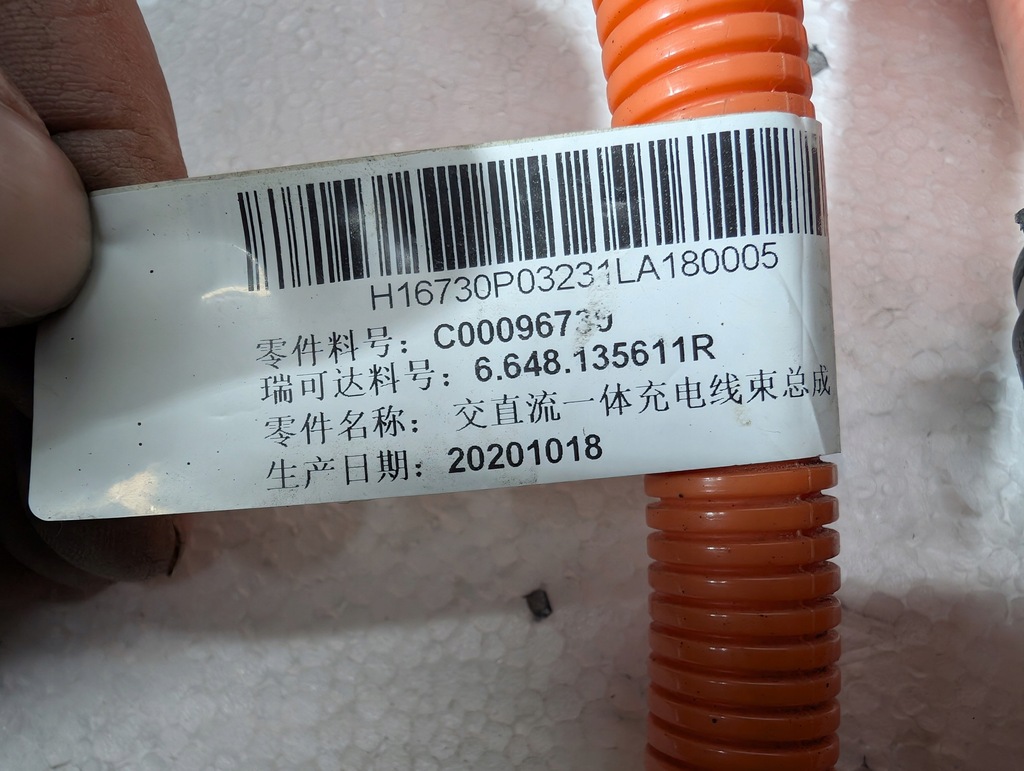 H16730P03231LA180005
零件料号: C00096739
瑞可达料号: 6.648.135611R
零件名称: 交直流一体充电线束总成
生产日期: 20201018